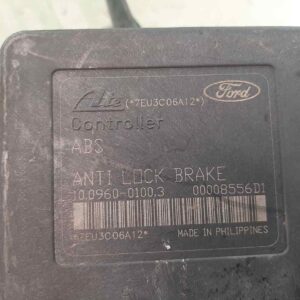 Ate (*7EU3C06A12*) Ford
Controller
ABS
ANTI LOCK BRAKE
10.0960-0100.3 00008556D1
*7EU3C06A12* MADE IN PHILIPPINES